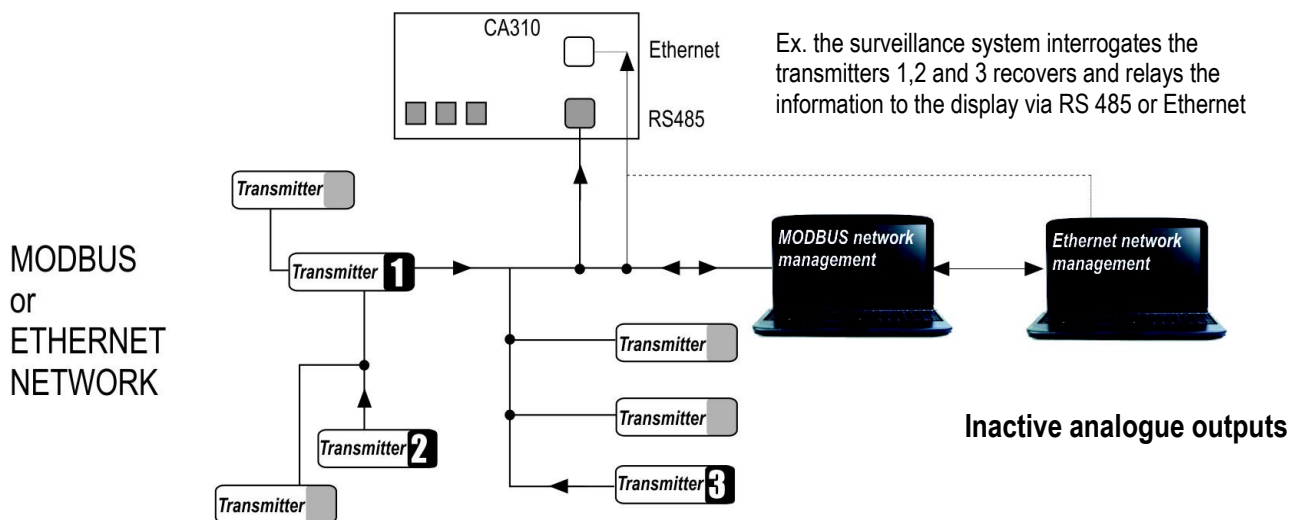 CA310
Ethernet
RS485
Ex. the surveillance system interrogates the
transmitters 1,2 and 3 recovers and relays the
information to the display via RS 485 or Ethernet
MODBUS
or
ETHERNET
NETWORK
Transmitter
Transmitter 1
Transmitter 2
Transmitter
Transmitter
Transmitter
Transmitter 3
MODBUS network
management
Ethernet network
management
Inactive analogue outputs